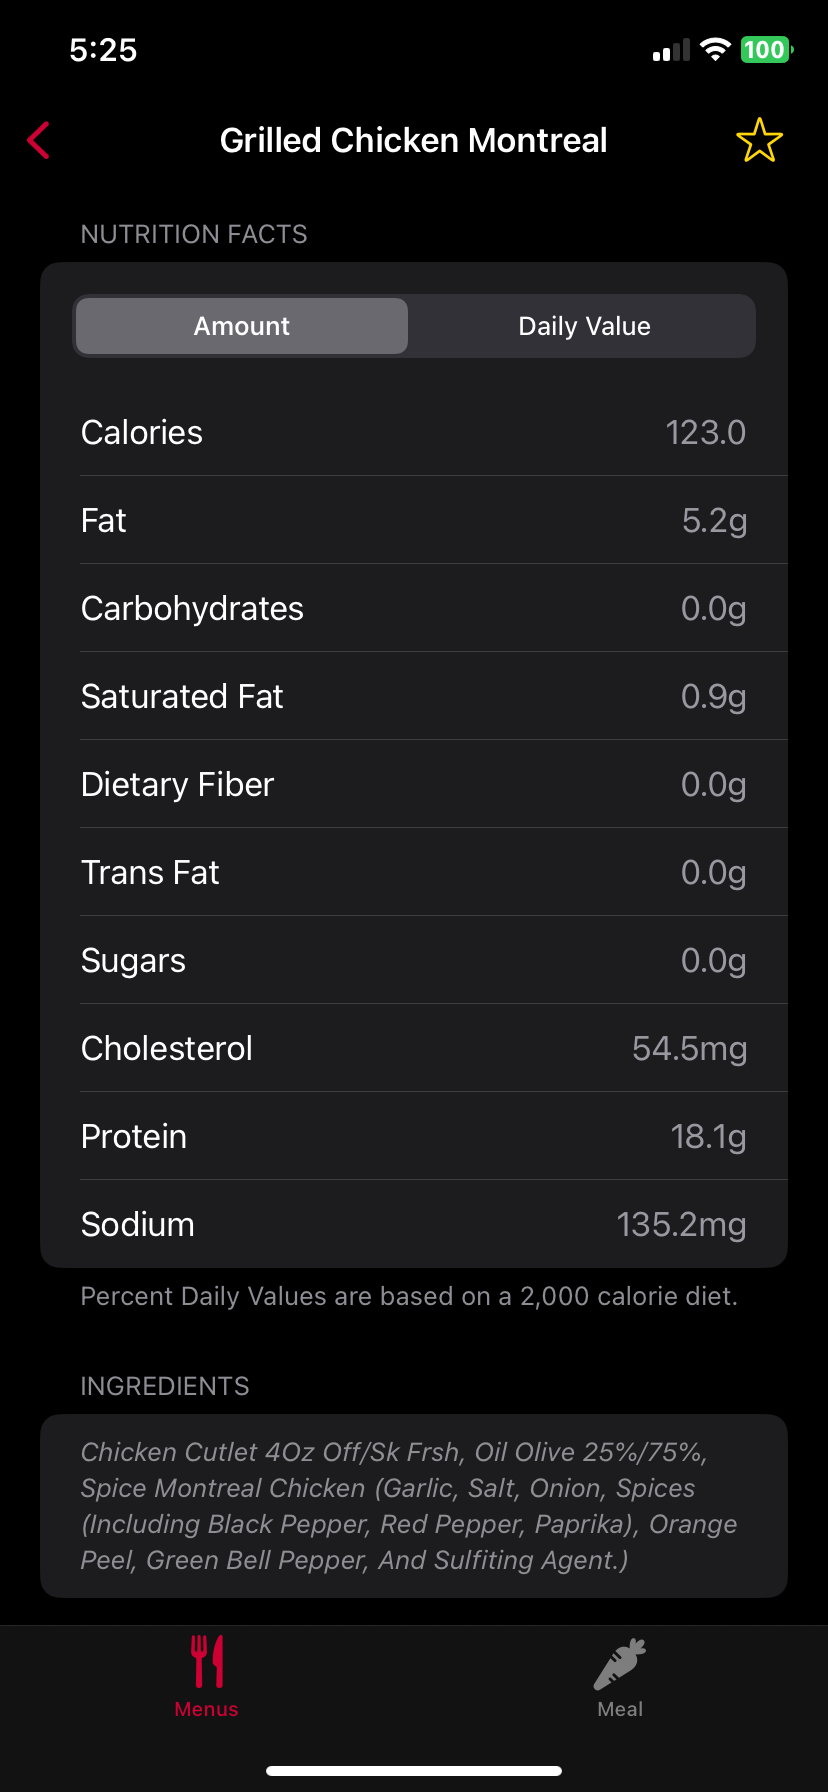 5:25
100
Grilled Chicken Montreal
NUTRITION FACTS
Amount
Daily Value
Calories 123.0
Fat 5.2g
Carbohydrates 0.0g
Saturated Fat 0.9g
Dietary Fiber 0.0g
Trans Fat 0.0g
Sugars 0.0g
Cholesterol 54.5mg
Protein 18.1g
Sodium 135.2mg
Percent Daily Values are based on a 2,000 calorie diet.
INGREDIENTS
Chicken Cutlet 4Oz Off/Sk Frsh, Oil Olive 25%/75%,
Spice Montreal Chicken (Garlic, Salt, Onion, Spices
(Including Black Pepper, Red Pepper, Paprika), Orange
Peel, Green Bell Pepper, And Sulfiting Agent.)
Menus
Meal